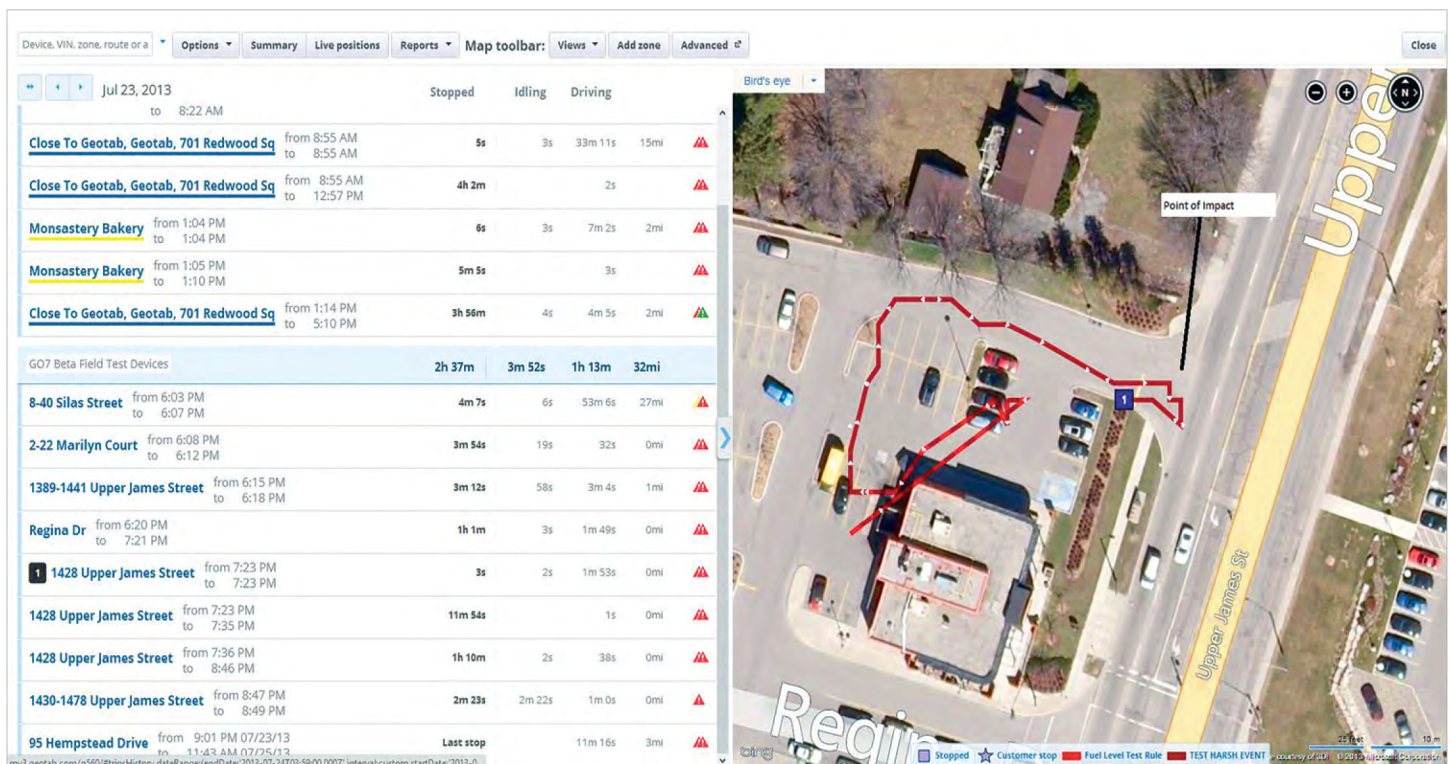 Device, VIN, zone, route or a
Options Summary Live positions Reports Map toolbar: Views Add zone Advanced Close
Jul 23, 2013 Stopped Idling Driving
to 8:22 AM
Close To Geotab, Geotab, 701 Redwood Sq from 8:55 AM 5s 3s 33m 11s 15mi
to 8:55 AM
Close To Geotab, Geotab, 701 Redwood Sq from 8:55 AM 4h 2m 2s
to 12:57 PM
Monsastery Bakery from 1:04 PM 6s 3s 7m 2s 2mi
to 1:04 PM
Monsastery Bakery from 1:05 PM 5m 5s 3s
to 1:10 PM
Close To Geotab, Geotab, 701 Redwood Sq from 1:14 PM 3h 56m 4s 4m 5s 2mi
to 5:10 PM
GO7 Beta Field Test Devices 2h 37m 3m 52s 1h 13m 32mi
8-40 Silas Street from 6:03 PM 4m 7s 6s 53m 6s 27mi
to 6:07 PM
2-22 Marilyn Court from 6:08 PM 3m 54s 19s 32s 0mi
to 6:12 PM
1389-1441 Upper James Street from 6:15 PM 3m 12s 58s 3m 4s 1mi
to 6:18 PM
Regina Dr from 6:20 PM 1h 1m 3s 1m 49s 0mi
to 7:21 PM
1 1428 Upper James Street from 7:23 PM 3s 2s 1m 53s 0mi
to 7:23 PM
1428 Upper James Street from 7:23 PM 11m 54s 1s 0mi
to 7:35 PM
1428 Upper James Street from 7:36 PM 1h 10m 2s 38s 0mi
to 8:46 PM
1430-1478 Upper James Street from 8:47 PM 2m 23s 2m 22s 1m 0s 0mi
to 8:49 PM
95 Hempstead Drive from 9:01 PM 07/23/13 Last stop 11m 16s 3mi
to 11:43 AM 07/25/13
Bird's eye
N
Upper
Point of Impact
1
Upper James St
Regin
25 feet 10 m
bing
Stopped Customer stop Fuel Level Test Rule TEST HARSH EVENT courtesy of © 2013 Microsoft Corporation